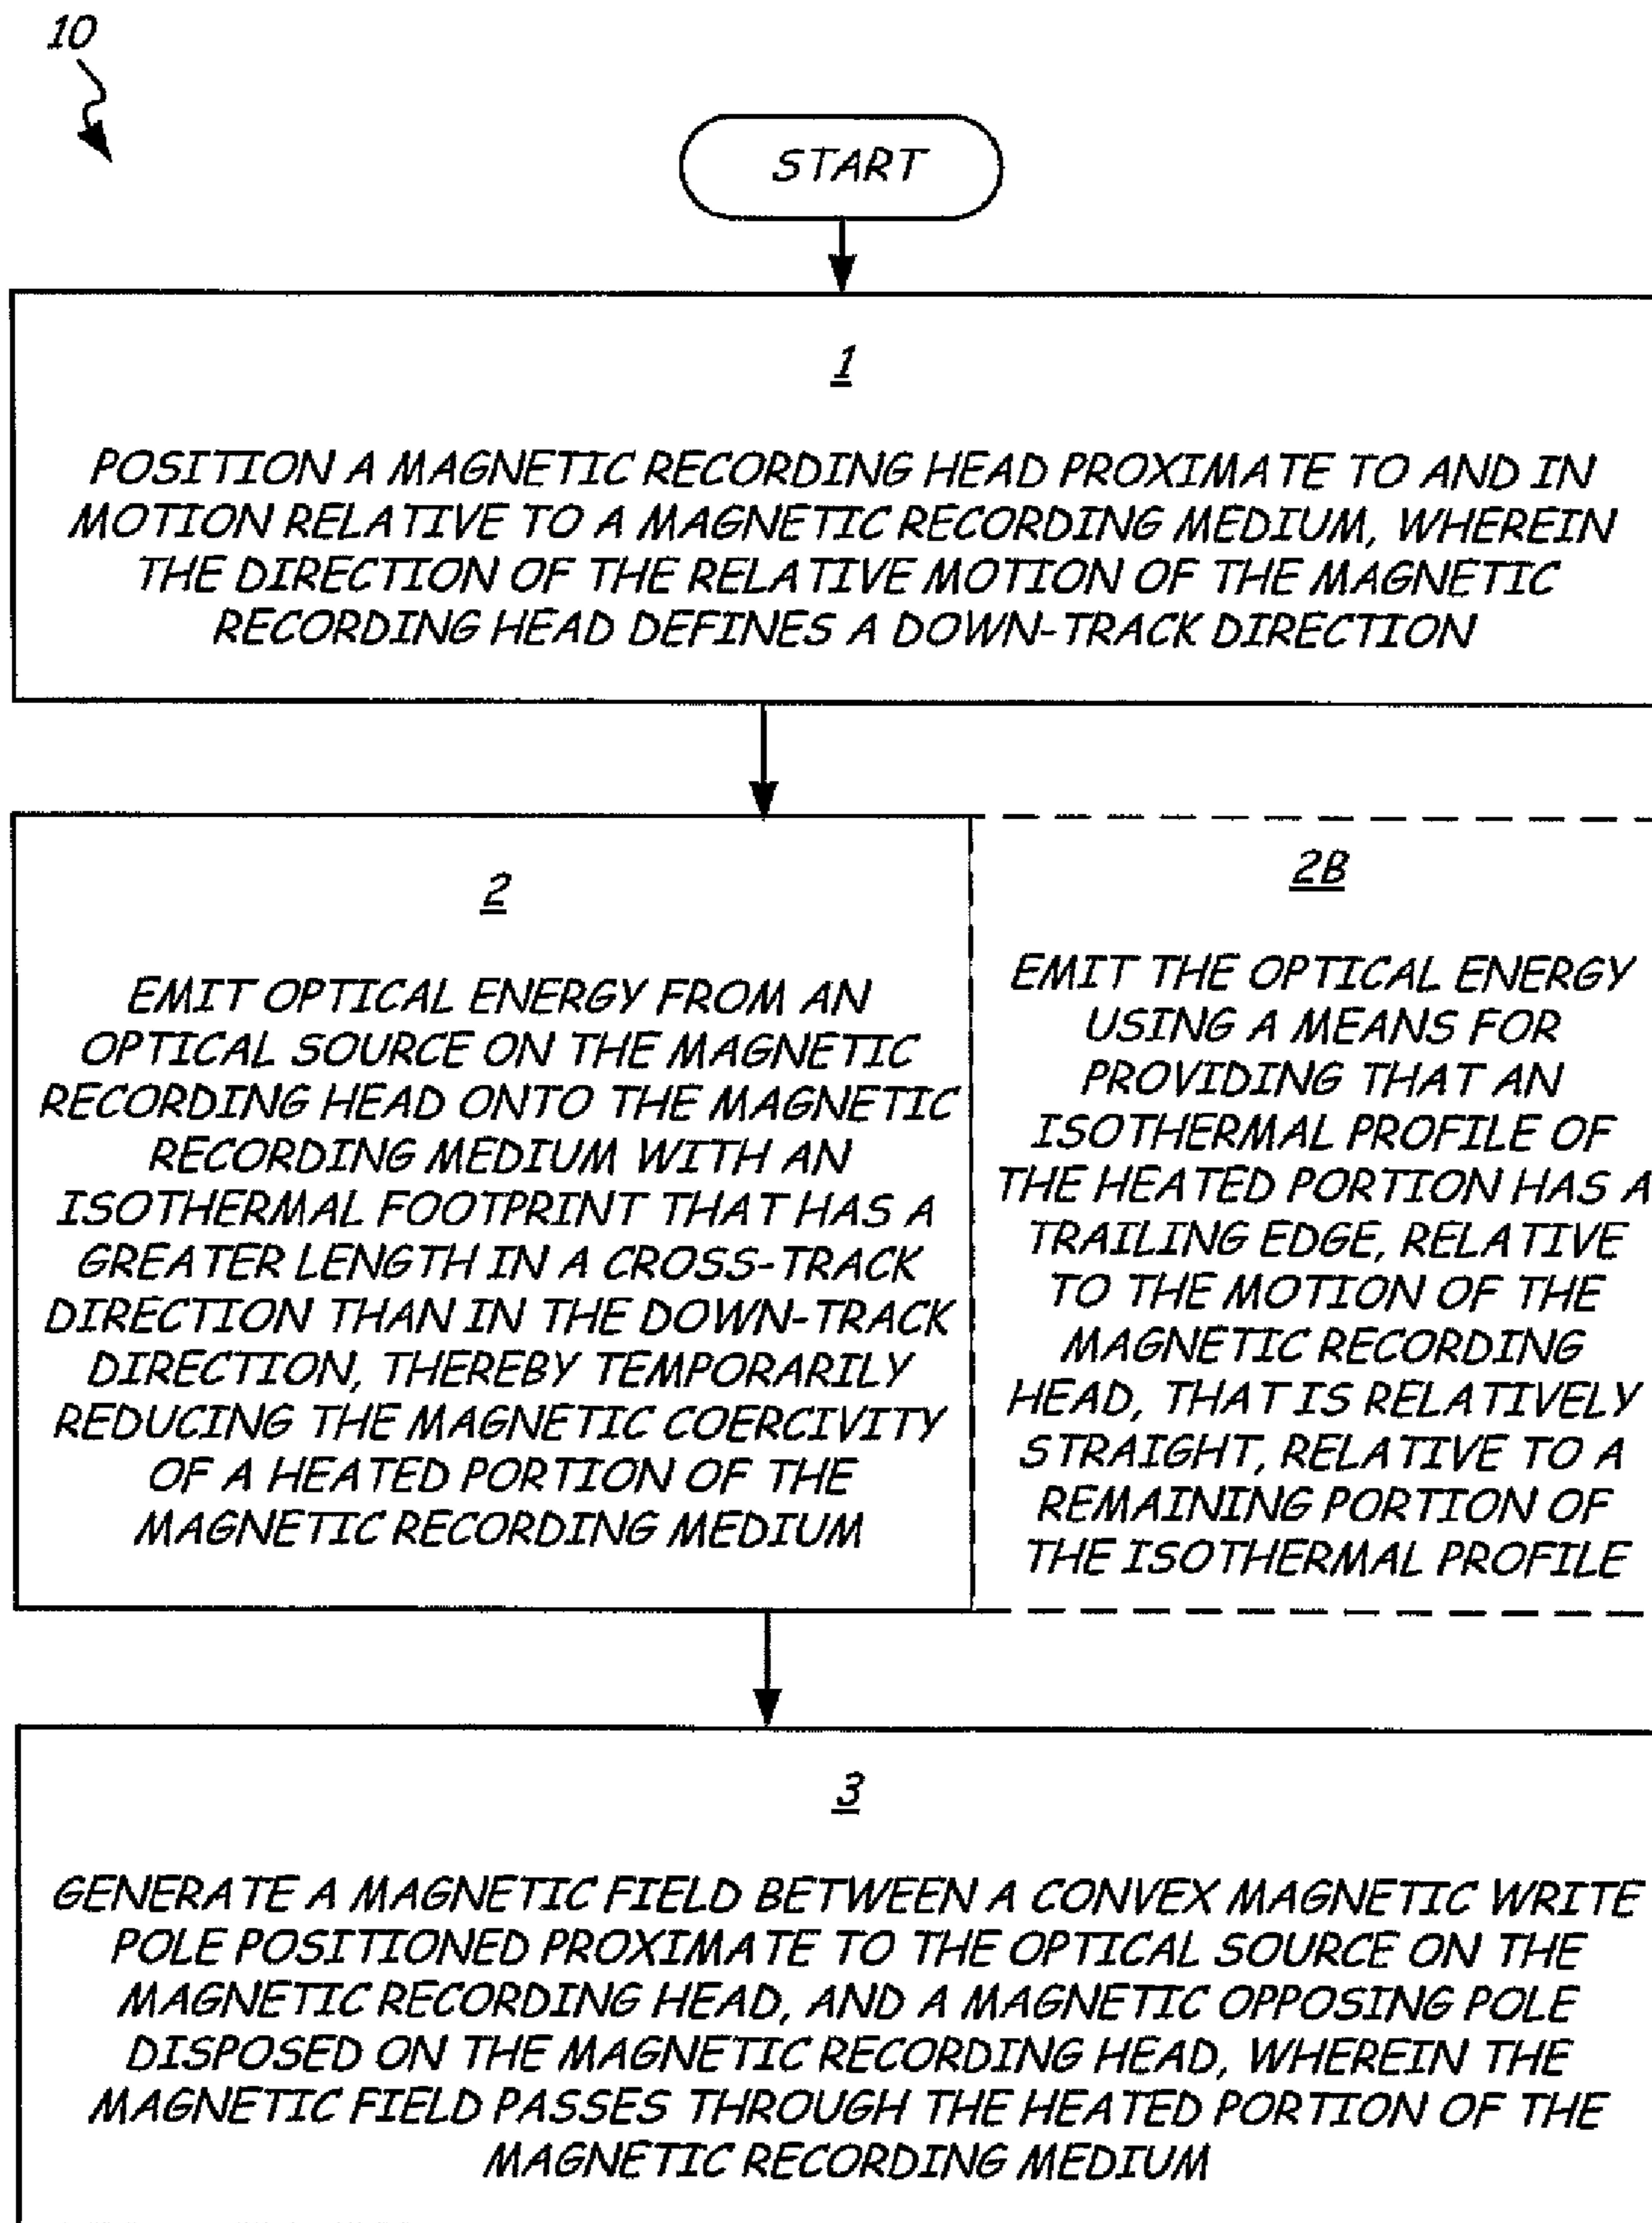 10
START
1
POSITION A MAGNETIC RECORDING HEAD PROXIMATE TO AND IN
MOTION RELATIVE TO A MAGNETIC RECORDING MEDIUM, WHEREIN
THE DIRECTION OF THE RELATIVE MOTION OF THE MAGNETIC
RECORDING HEAD DEFINES A DOWN-TRACK DIRECTION
2
EMIT OPTICAL ENERGY FROM AN
OPTICAL SOURCE ON THE MAGNETIC
RECORDING HEAD ONTO THE MAGNETIC
RECORDING MEDIUM WITH AN
ISOTHERMAL FOOTPRINT THAT HAS A
GREATER LENGTH IN A CROSS-TRACK
DIRECTION THAN IN THE DOWN-TRACK
DIRECTION, THEREBY TEMPORARILY
REDUCING THE MAGNETIC COERCIVITY
OF A HEATED PORTION OF THE
MAGNETIC RECORDING MEDIUM
2B
EMIT THE OPTICAL ENERGY
USING A MEANS FOR
PROVIDING THAT AN
ISOTHERMAL PROFILE OF
THE HEATED PORTION HAS A
TRAILING EDGE, RELATIVE
TO THE MOTION OF THE
MAGNETIC RECORDING
HEAD, THAT IS RELATIVELY
STRAIGHT, RELATIVE TO A
REMAINING PORTION OF
THE ISOTHERMAL PROFILE
3
GENERATE A MAGNETIC FIELD BETWEEN A CONVEX MAGNETIC WRITE
POLE POSITIONED PROXIMATE TO THE OPTICAL SOURCE ON THE
MAGNETIC RECORDING HEAD, AND A MAGNETIC OPPOSING POLE
DISPOSED ON THE MAGNETIC RECORDING HEAD, WHEREIN THE
MAGNETIC FIELD PASSES THROUGH THE HEATED PORTION OF THE
MAGNETIC RECORDING MEDIUM